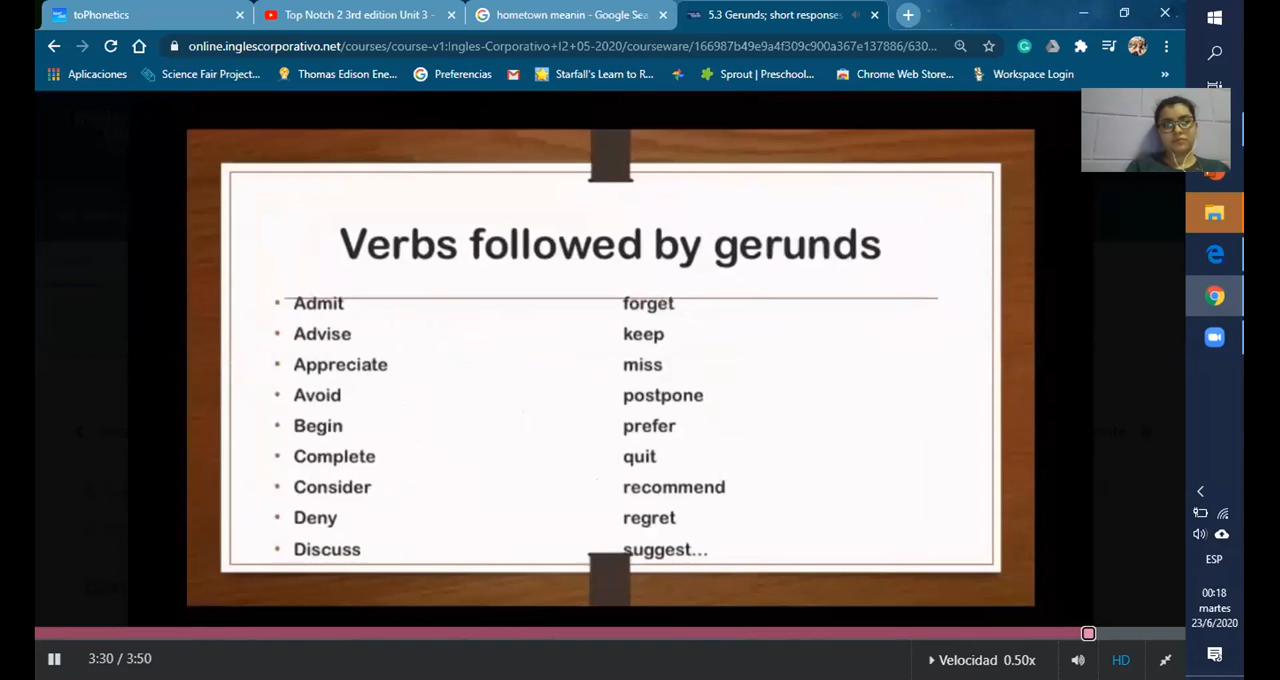 toPhonetics
Top Notch 2 3rd edition Unit 3 -
hometown meanin - Google Sea
5.3 Gerunds; short responses
online.inglescorporativo.net/courses/course-v1:Ingles-Corporativo+I2+05-2020/courseware/166987b49e9a4f309c900a367e137886/630...
Aplicaciones
Science Fair Project...
Thomas Edison Ene...
Preferencias
Starfall's Learn to R...
Sprout | Preschool...
Chrome Web Store...
Workspace Login
»
Verbs followed by gerunds
• Admit forget
• Advise keep
• Appreciate miss
• Avoid postpone
• Begin prefer
• Complete quit
• Consider recommend
• Deny regret
• Discuss suggest...
ESP
00:18
martes
23/6/2020
3:30 / 3:50
Velocidad 0.50x
HD